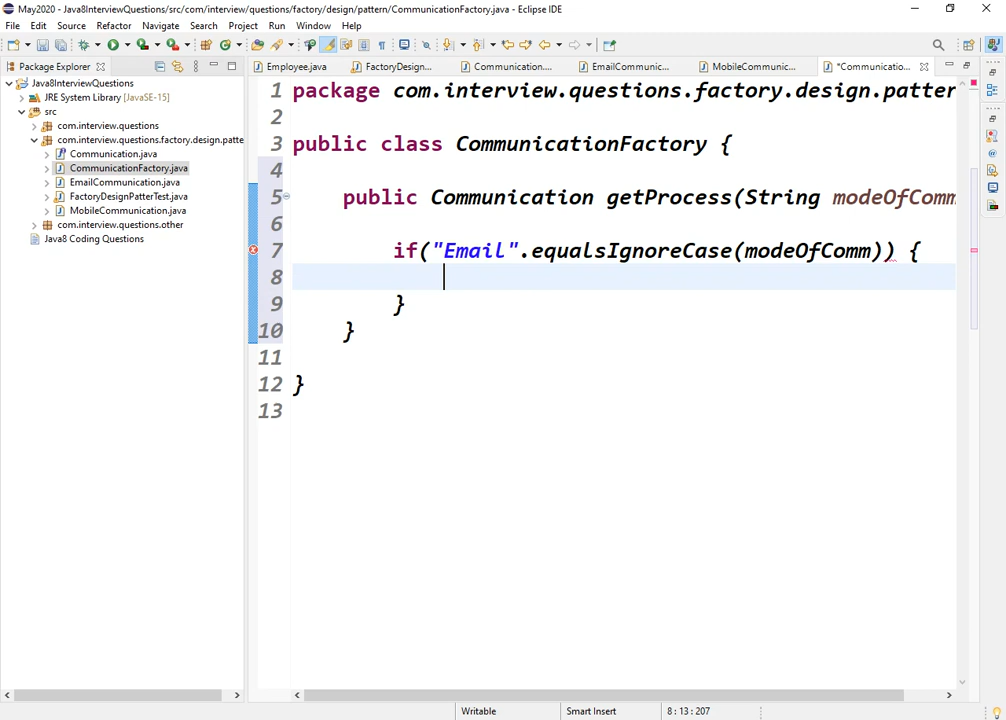 May2020 - Java8InterviewQuestions/src/com/interview/questions/factory/design/pattern/CommunicationFactory.java - Eclipse IDE
File Edit Source Refactor Navigate Search Project Run Window Help
Package Explorer
Employee.java FactoryDesign... Communication.... EmailCommunic... MobileCommunic... *Communicatio...
Java8InterviewQuestions
JRE System Library [JavaSE-15]
src
com.interview.questions
com.interview.questions.factory.design.patte
Communication.java
CommunicationFactory.java
EmailCommunication.java
FactoryDesignPatterTest.java
MobileCommunication.java
com.interview.questions.other
Java8 Coding Questions
1 package com.interview.questions.factory.design.patter
2
3 public class CommunicationFactory {
4
5 public Communication getProcess(String modeOfComm
6
7 if("Email".equalsIgnoreCase(modeOfComm)) {
8
9 }
10 }
11
12 }
13
Writable Smart Insert 8 : 13 : 207